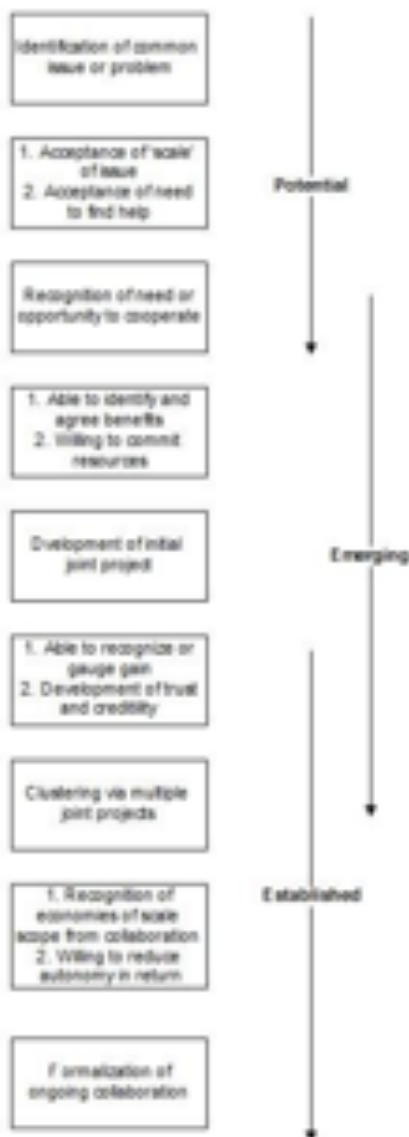 Identification of common
issue or problem
1. Acceptance of 'scale'
of issue
2. Acceptance of need
to find help
Potential
Recognition of need or
opportunity to cooperate
1. Able to identify and
agree benefits
2. Willing to commit
resources
Dvelopment of initial
joint project
Emerging
1. Able to recognize or
gauge gain
2. Development of trust
and creditility
Clustering via multiple
joint projects
1. Recognition of
economies of scale
scope from collaboration
2. Willing to reduce
autonomy in return
Established
Formalization of
ongoing collaboration